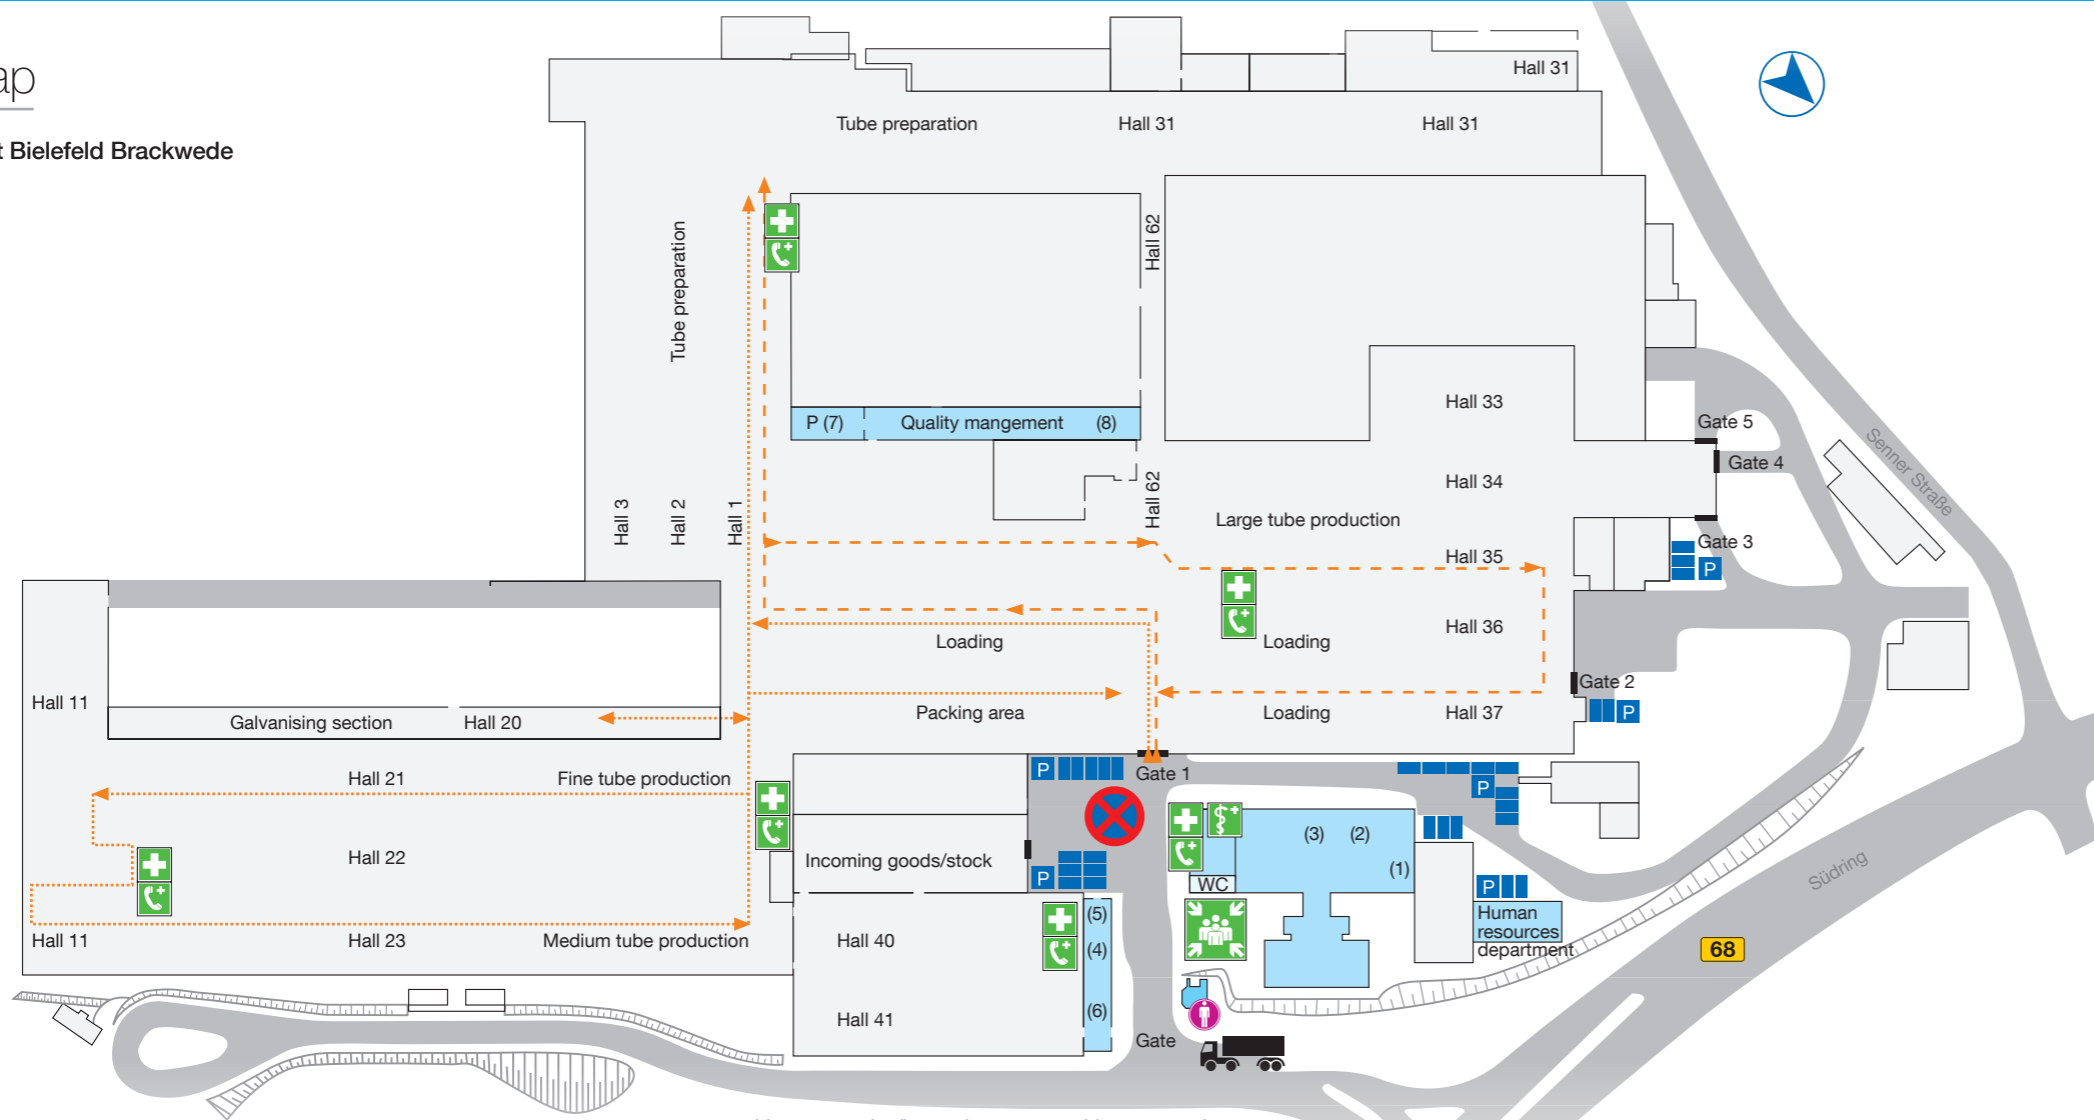 ap
t Bielefeld Brackwede
Hall 31
Tube preparation
Hall 31
Hall 31
Tube preparation
Hall 62
Hall 33
P (7)
Quality mangement
(8)
Gate 5
Gate 4
Senner Straße
Hall 3
Hall 2
Hall 1
Hall 62
Hall 34
Large tube production
Gate 3
Hall 35
P
Hall 36
Loading
Loading
Gate 2
Hall 11
Galvanising section
Hall 20
Packing area
Loading
Hall 37
P
Hall 21
Fine tube production
P
Gate 1
P
Hall 22
Incoming goods/stock
(3)
(2)
(1)
P
WC
P
Südring
Hall 11
Hall 23
Medium tube production
Hall 40
(5)
(4)
Human
resources
department
68
Hall 41
(6)
Gate